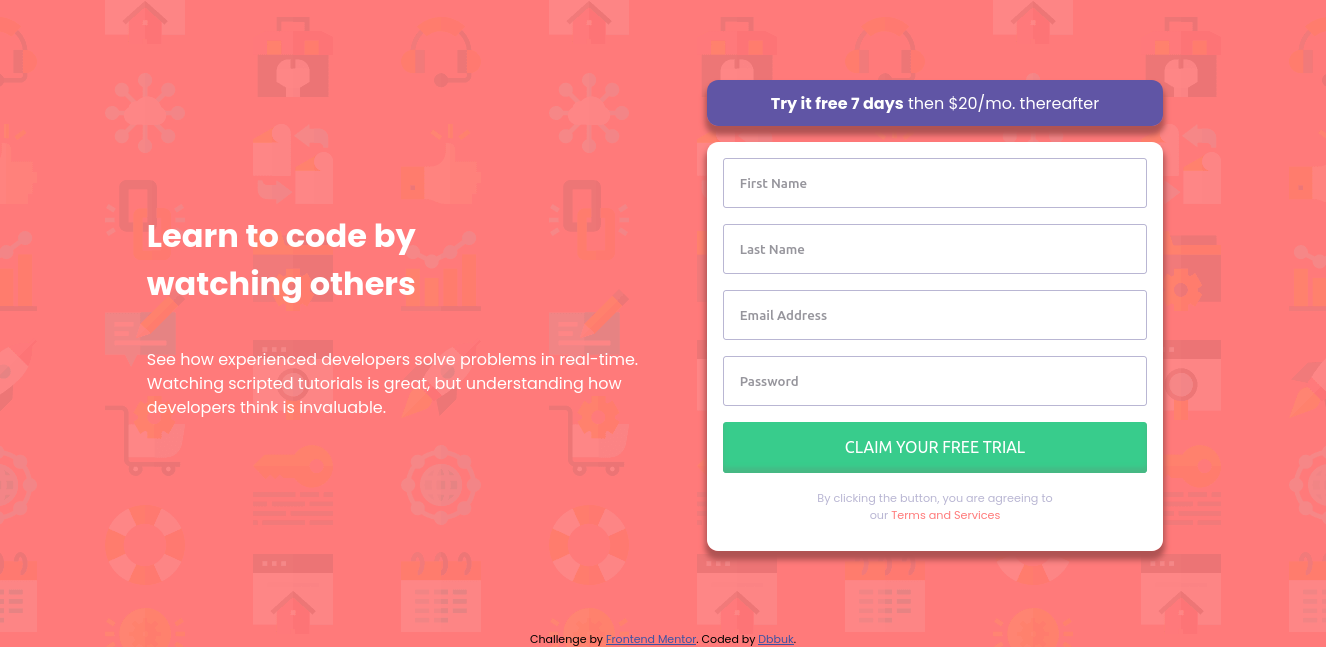 Learn to code by
watching others
See how experienced developers solve problems in real-time.
Watching scripted tutorials is great, but understanding how
developers think is invaluable.
Try it free 7 days then $20/mo. thereafter
First Name
Last Name
Email Address
Password
CLAIM YOUR FREE TRIAL
By clicking the button, you are agreeing to
our Terms and Services
Challenge by Frontend Mentor. Coded by Dbbuk.